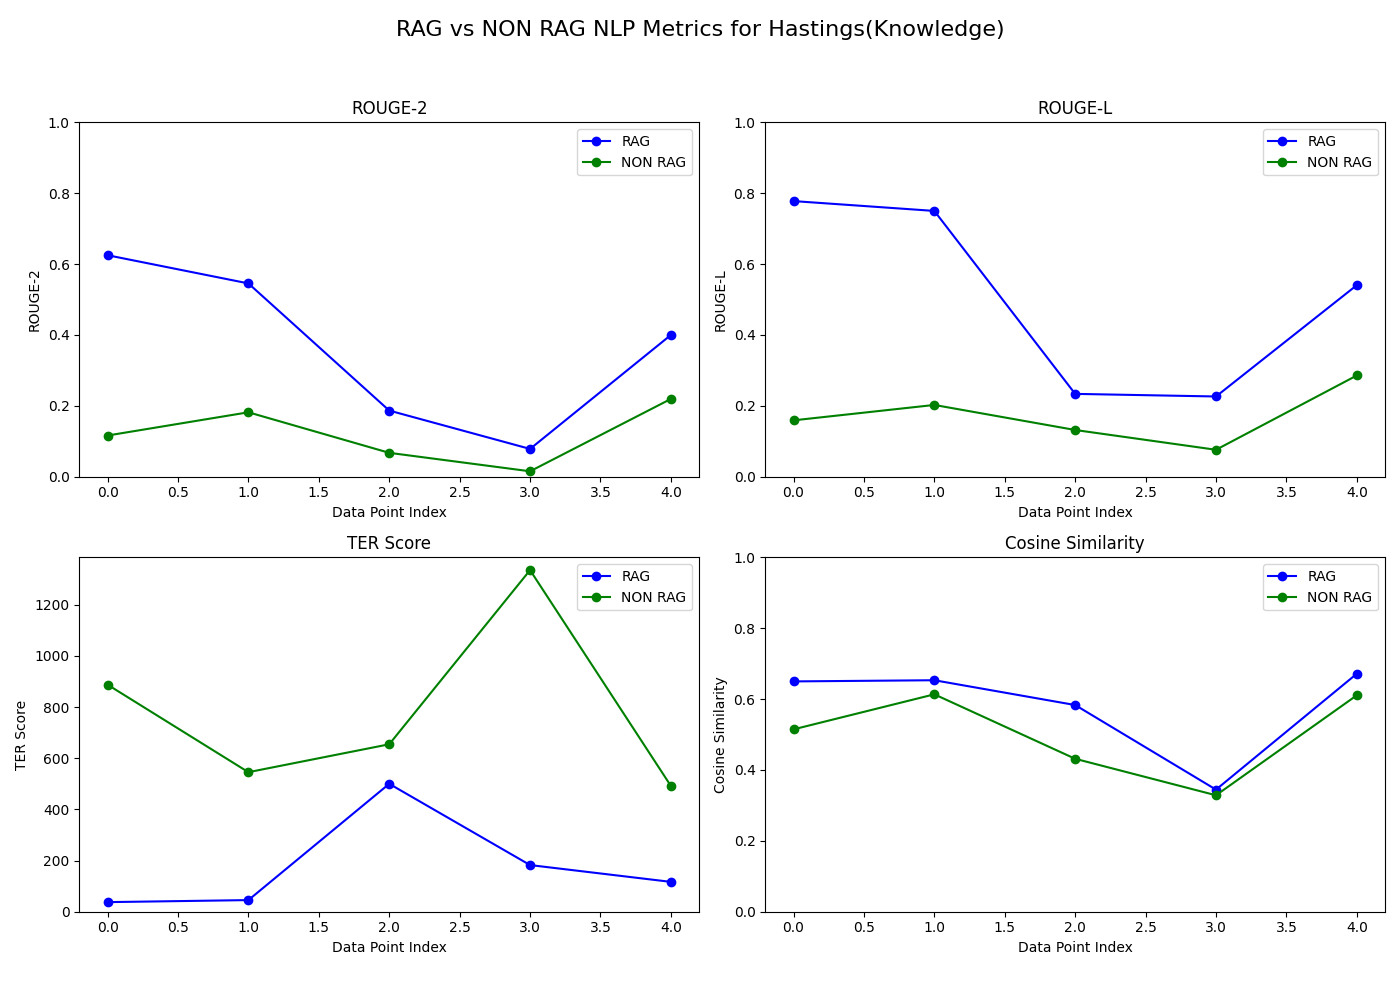 RAG vs NON RAG NLP Metrics for Hastings(Knowledge)
ROUGE-2
1.0
0.8
0.6
0.4
0.2
0.0
ROUGE-2
RAG
NON RAG
0.0 0.5 1.0 1.5 2.0 2.5 3.0 3.5 4.0
Data Point Index
ROUGE-L
1.0
0.8
0.6
0.4
0.2
0.0
ROUGE-L
RAG
NON RAG
0.0 0.5 1.0 1.5 2.0 2.5 3.0 3.5 4.0
Data Point Index
TER Score
1200
1000
800
600
400
200
0
TER Score
RAG
NON RAG
0.0 0.5 1.0 1.5 2.0 2.5 3.0 3.5 4.0
Data Point Index
Cosine Similarity
1.0
0.8
0.6
0.4
0.2
0.0
Cosine Similarity
RAG
NON RAG
0.0 0.5 1.0 1.5 2.0 2.5 3.0 3.5 4.0
Data Point Index